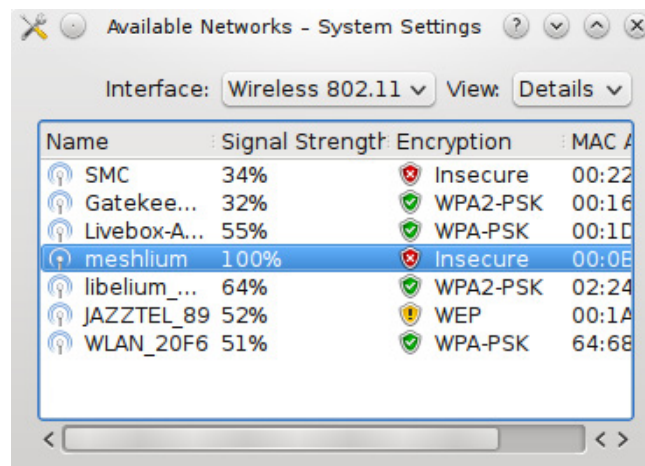 Available Networks – System Settings
Interface: Wireless 802.11 View: Details
Name Signal Strength Encryption MAC A
SMC 34% Insecure 00:22
Gatekee... 32% WPA2-PSK 00:16
Livebox-A... 55% WPA-PSK 00:1D
meshlium 100% Insecure 00:0B
libelium_... 64% WPA2-PSK 02:24
JAZZTEL_89 52% WEP 00:1A
WLAN_20F6 51% WPA-PSK 64:68